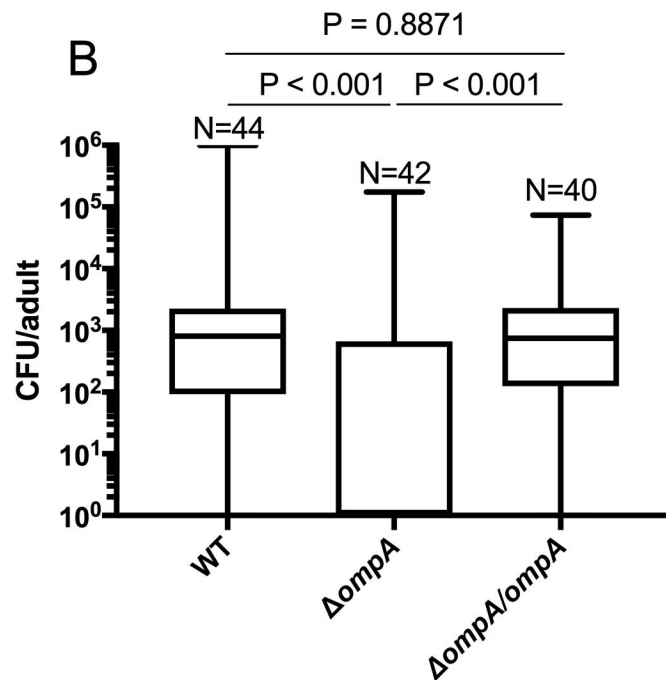 P = 0.8871
B
P < 0.001 P < 0.001
N=44
N=42
N=40
10⁶
10⁵
10⁴
10³
10²
10¹
10⁰
CFU/adult
WT
ΔompA
ΔompA/ompA